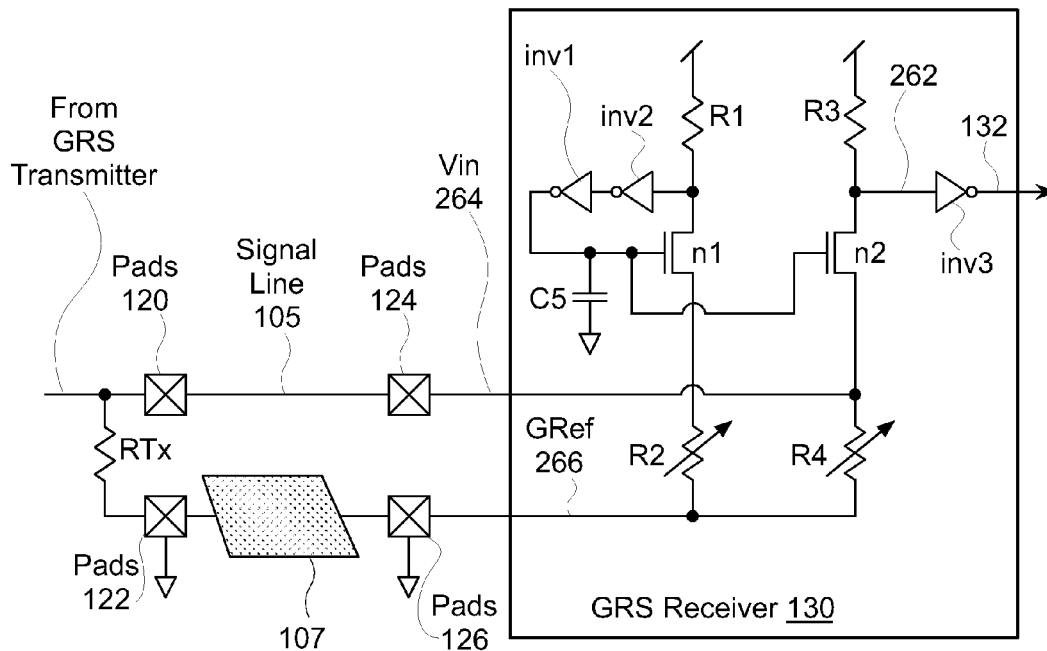 From
GRS
Transmitter
Pads
120
Signal
Line
105
Pads
124
Vin
264
inv1
inv2
R1
R3
262
132
n1
n2
inv3
C5
RTx
GRef
266
R2
R4
Pads
122
107
Pads
126
GRS Receiver 130